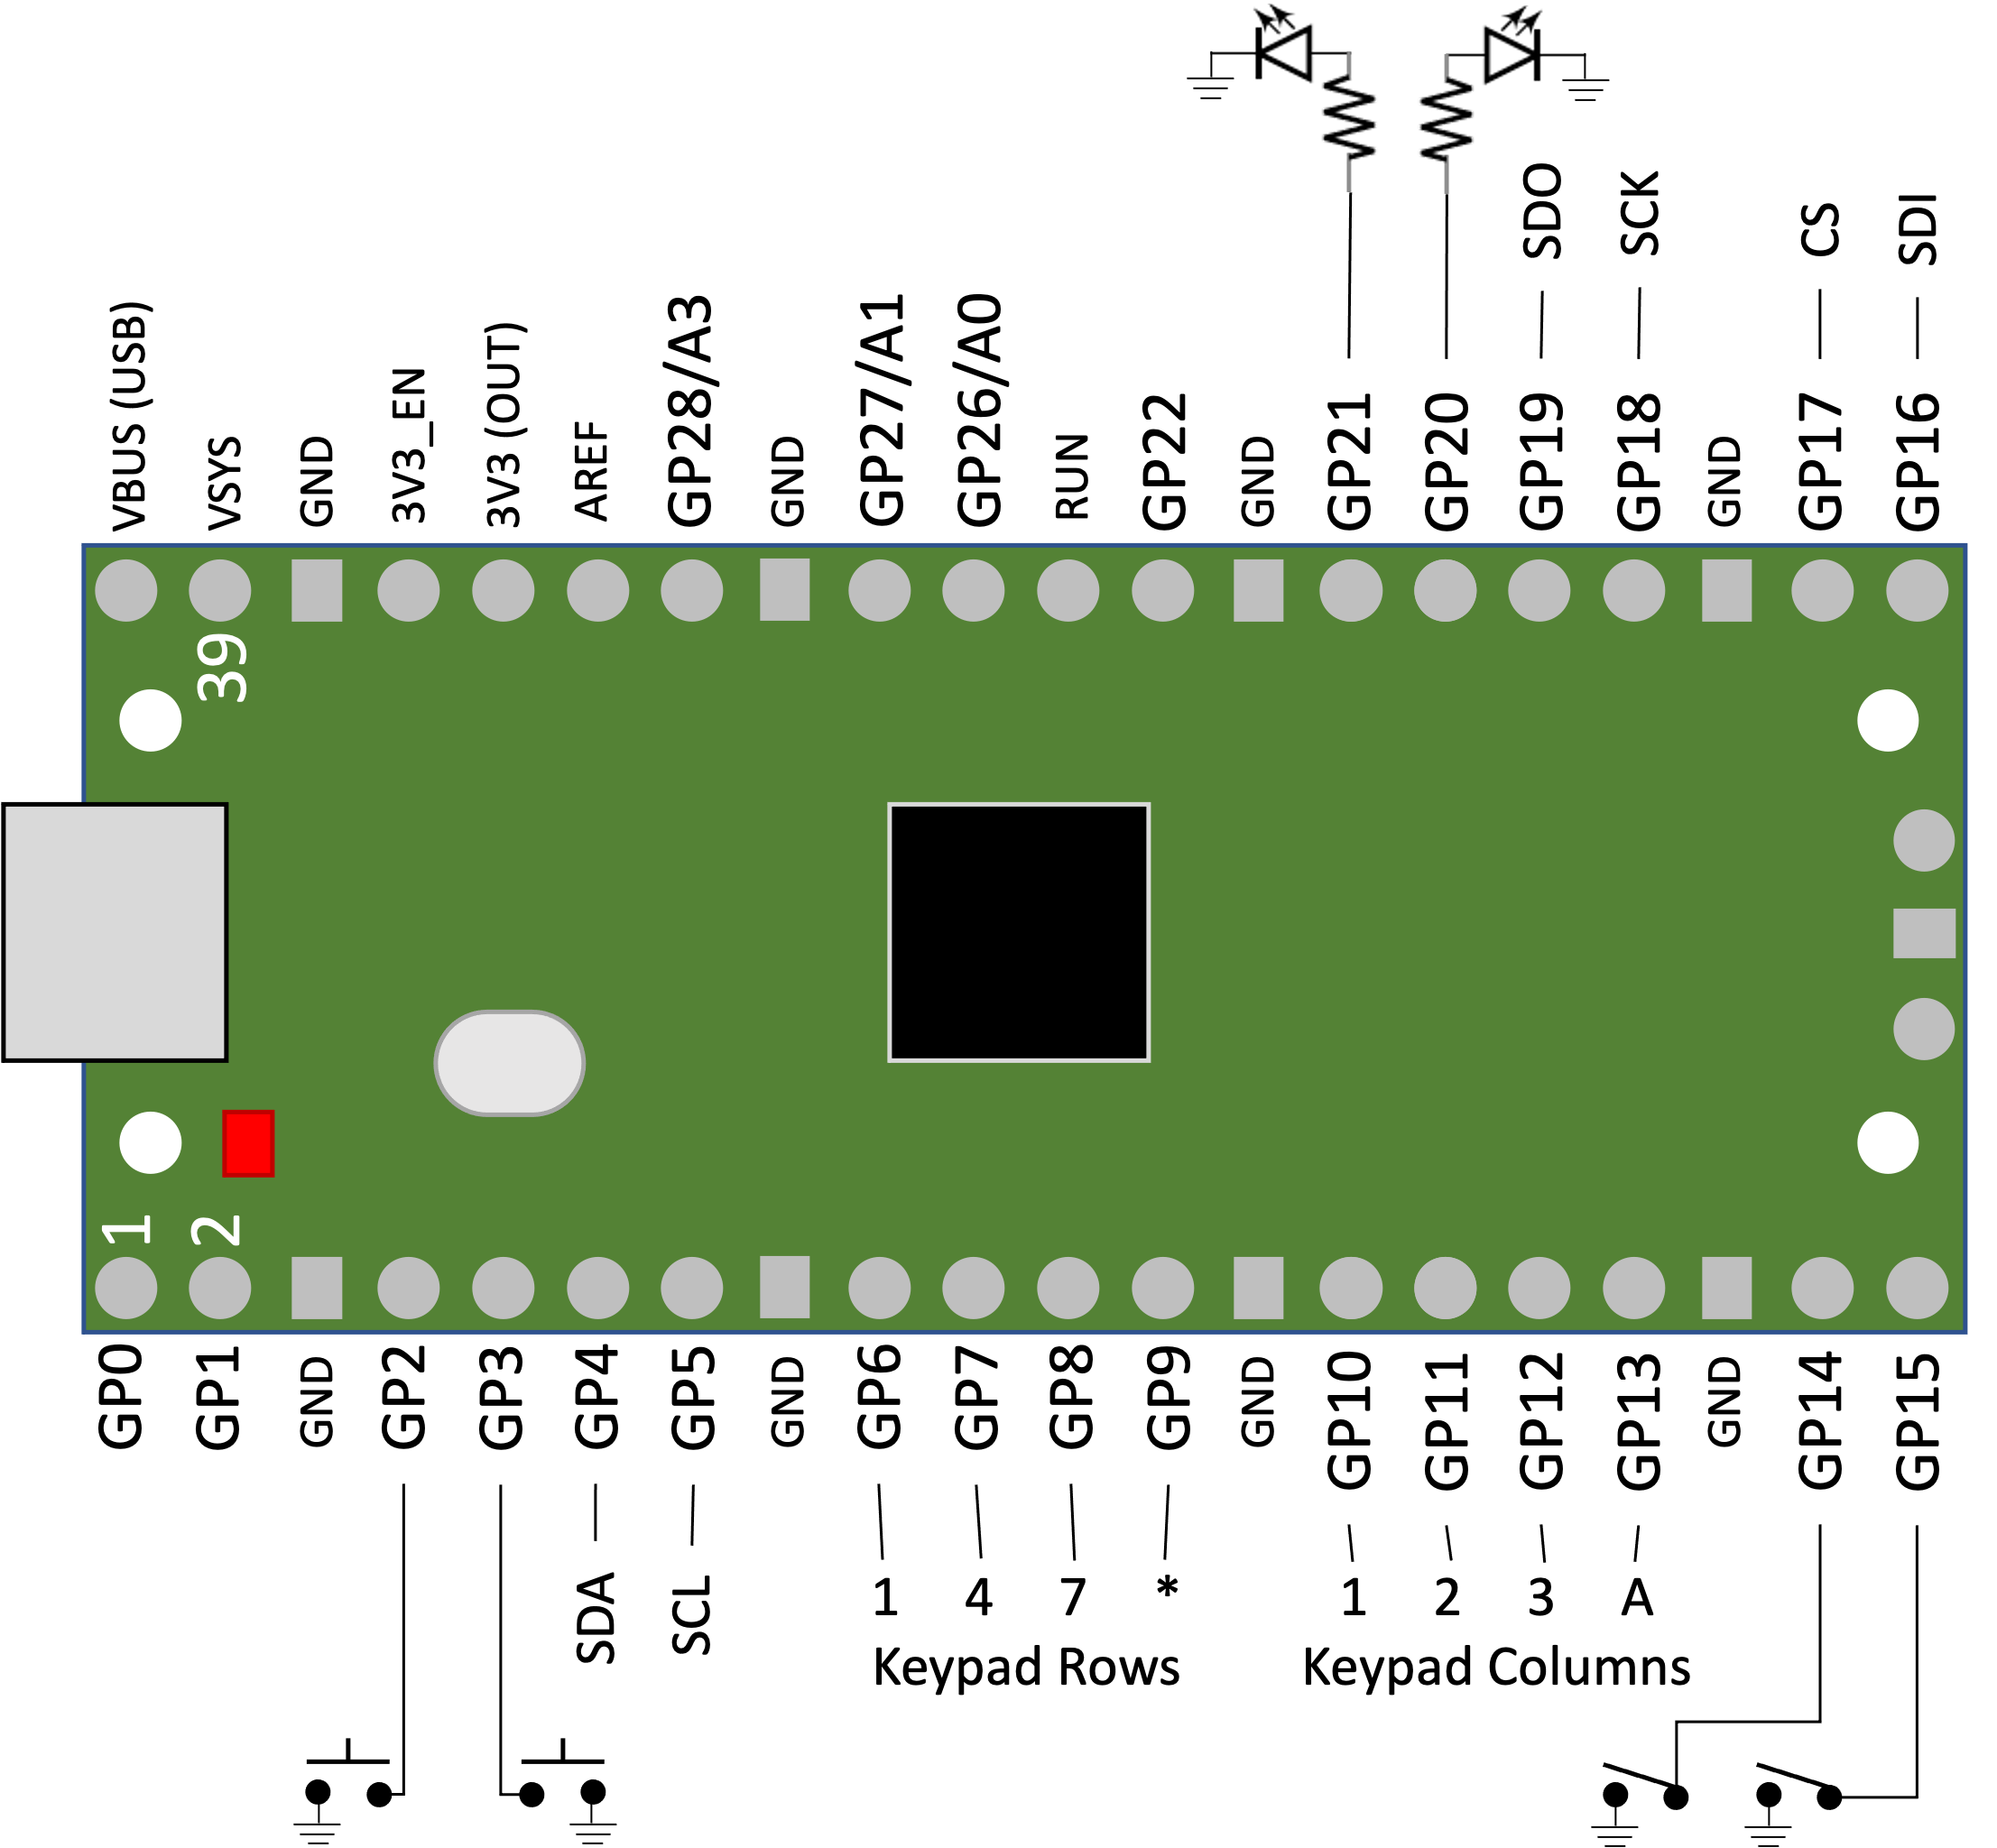 SDO
SCK
CS
SDI
VBUS (USB)
VSYS
GND
3V3_EN
3V3 (OUT)
AREF
GP28/A3
GND
GP27/A1
GP26/A0
RUN
GP22
GND
GP21
GP20
GP19
GP18
GND
GP17
GP16
39
1
2
GP0
GP1
GND
GP2
GP3
GP4
GP5
GND
GP6
GP7
GP8
GP9
GND
GP10
GP11
GP12
GP13
GND
GP14
GP15
SDA
SCL
1 4 7 *
1 2 3 A
Keypad Rows
Keypad Columns